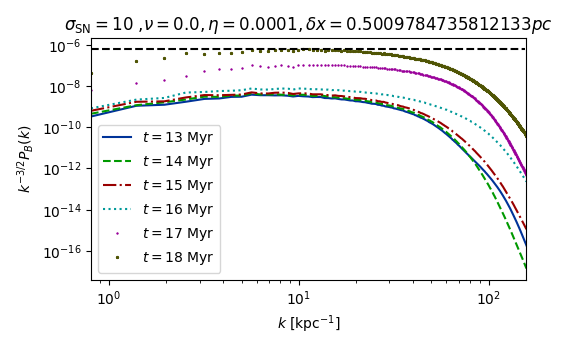 σ_SN = 10 ,ν = 0.0, η = 0.0001, δx = 0.5009784735812133pc
k^{-3/2}P_B(k)
10^{-6}
10^{-8}
10^{-10}
10^{-12}
10^{-14}
10^{-16}
t = 13 Myr
t = 14 Myr
t = 15 Myr
t = 16 Myr
t = 17 Myr
t = 18 Myr
10^0
10^1
10^2
k [kpc^{-1}]